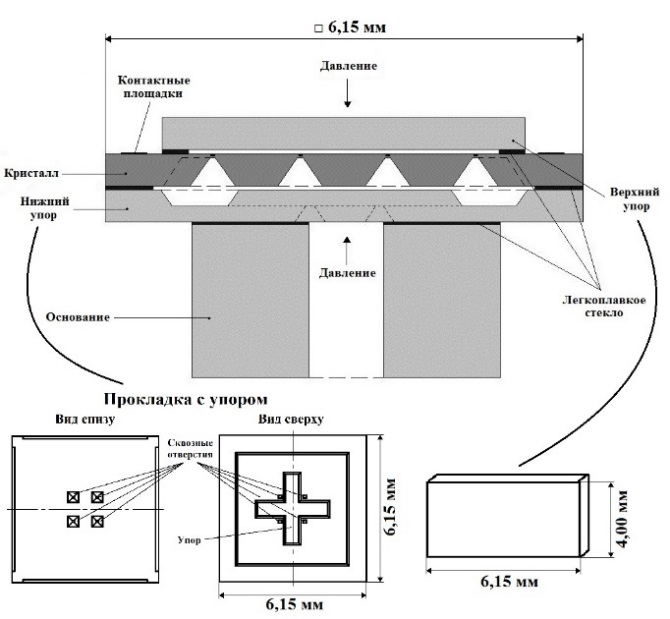 □ 6,15 мм
Давление
Контактные
площадки
Кристалл
Нижний
упор
Верхний
упор
Давление
Легкоплавкое
стекло
Основание
Прокладка с упором
Вид снизу
Вид сверху
Сквозные
отверстия
Упор
6,15 мм
6,15 мм
4,00 мм
6,15 мм